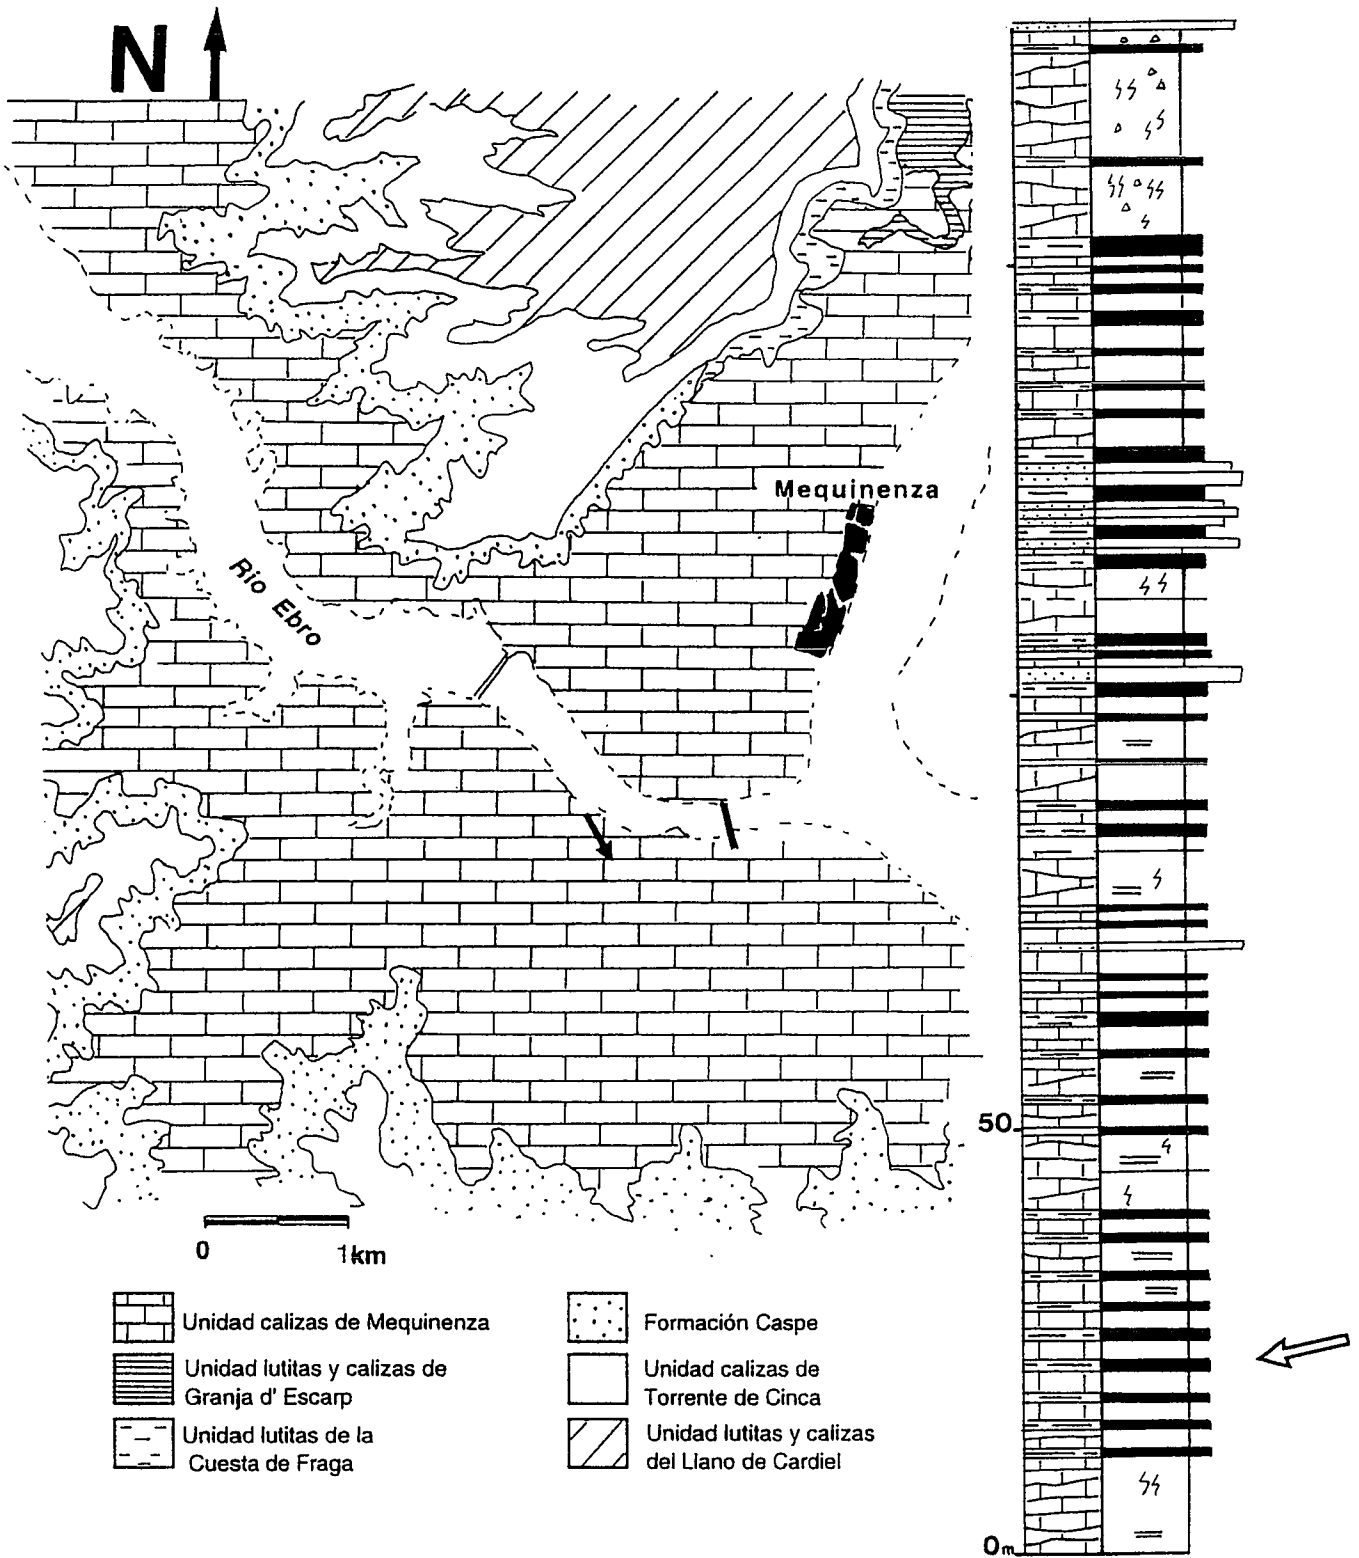 N
Mequinenza
Rio Ebro
50
0m
0 1km
Unidad calizas de Mequinenza
Unidad lutitas y calizas de
Granja d' Escarp
Unidad lutitas de la
Cuesta de Fraga
Formación Caspe
Unidad calizas de
Torrente de Cinca
Unidad lutitas y calizas
del Llano de Cardiel